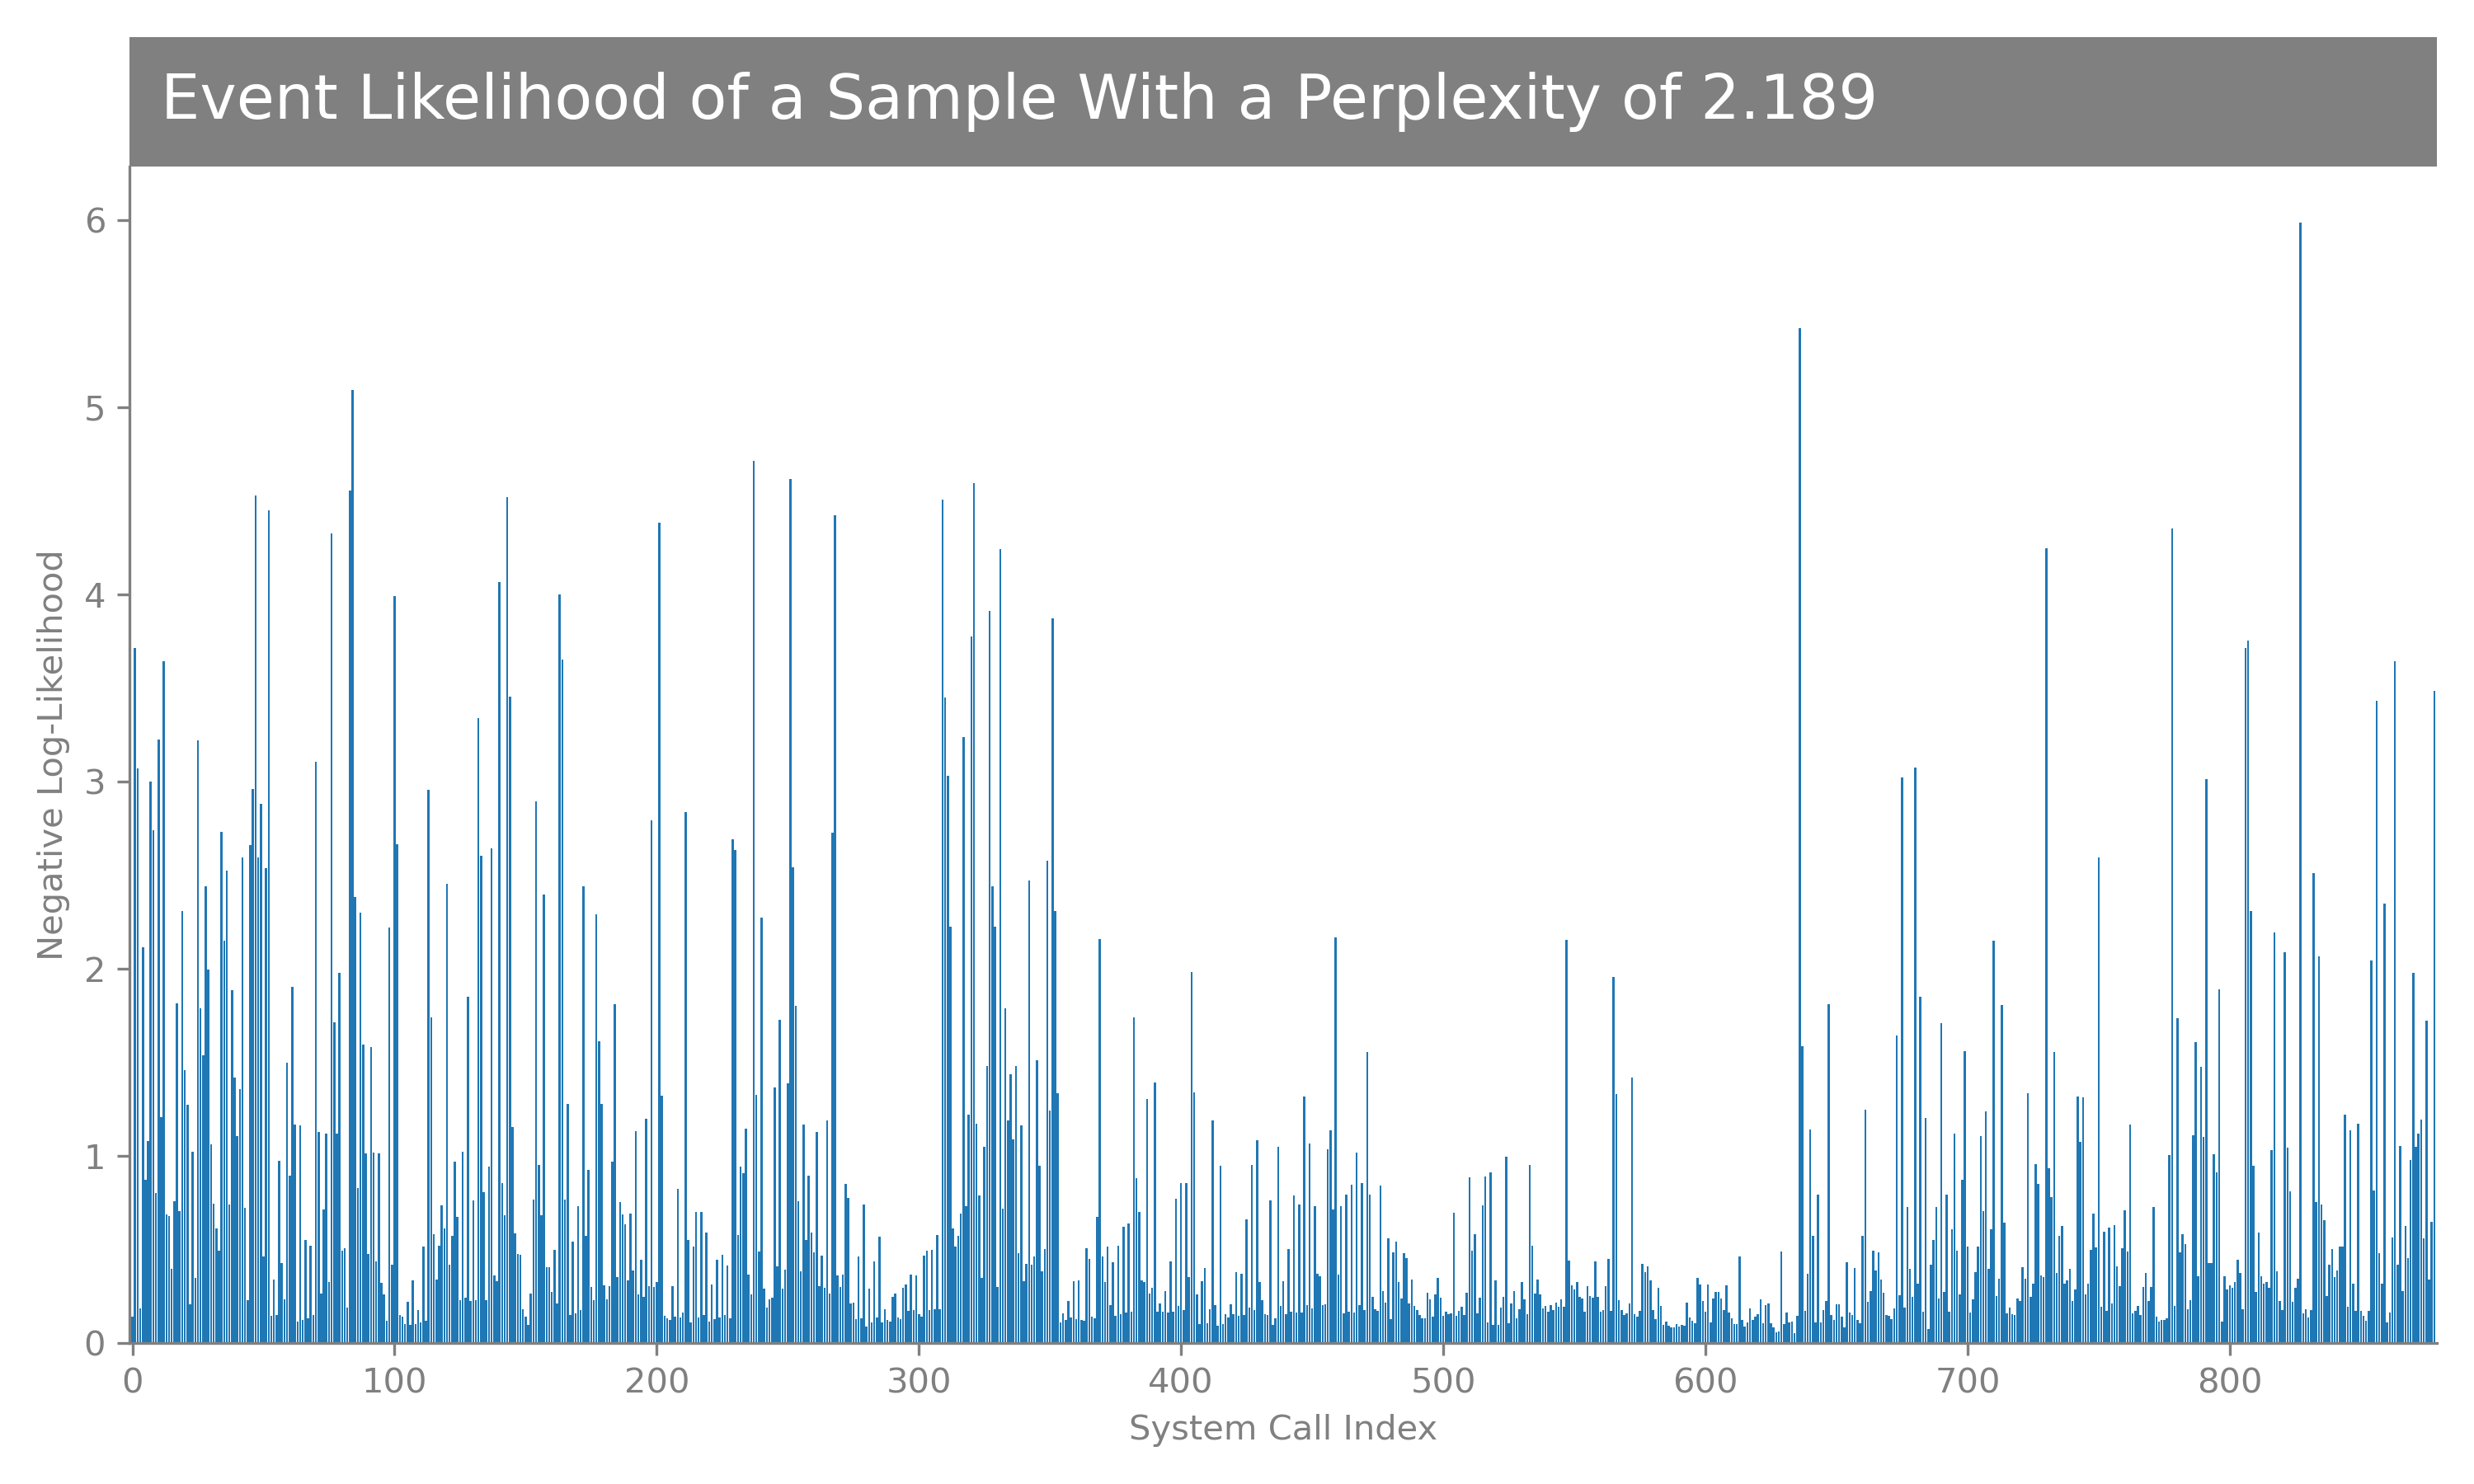 Event Likelihood of a Sample With a Perplexity of 2.189
6
5
4
3
2
1
0
Negative Log-Likelihood
0 100 200 300 400 500 600 700 800
System Call Index